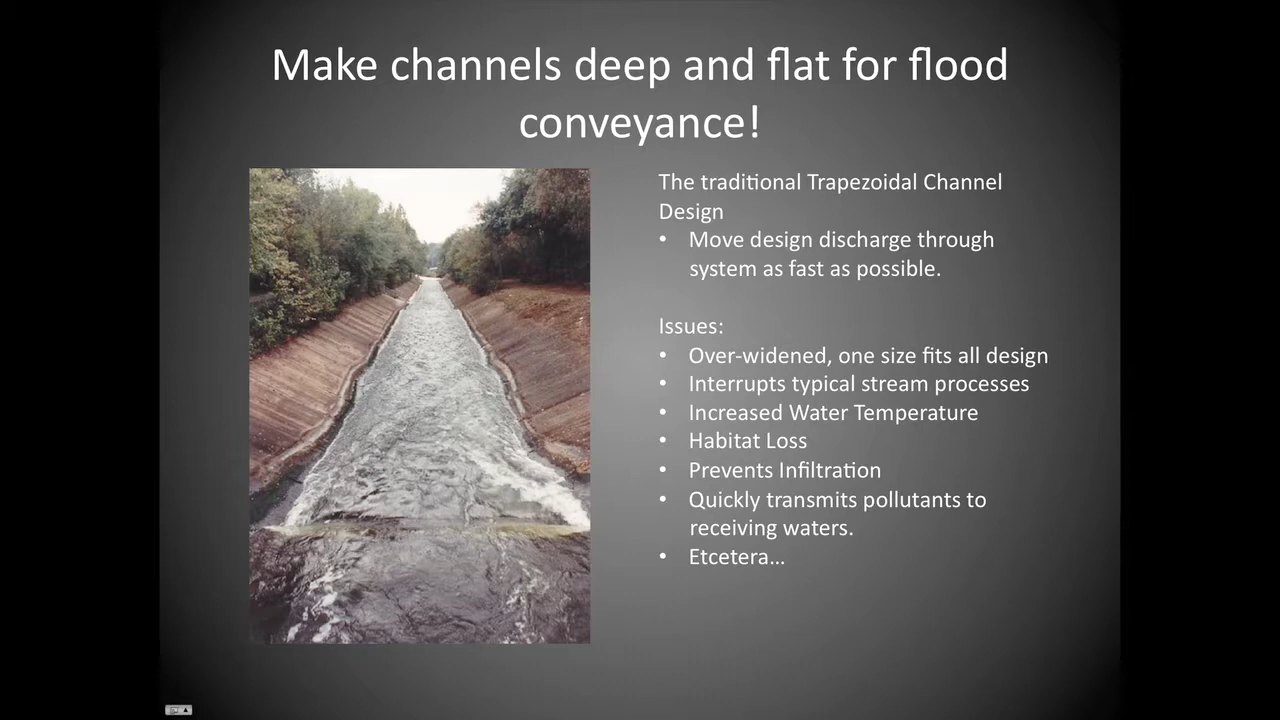 Make channels deep and flat for flood
conveyance!
The traditional Trapezoidal Channel
Design
• Move design discharge through
system as fast as possible.
Issues:
• Over-widened, one size fits all design
• Interrupts typical stream processes
• Increased Water Temperature
• Habitat Loss
• Prevents Infiltration
• Quickly transmits pollutants to
receiving waters.
• Etcetera...